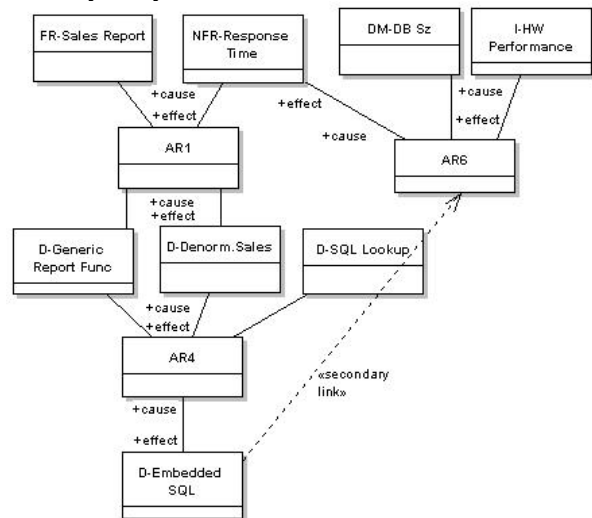 FR-Sales Report
NFR-Response
Time
DM-DB Sz
I-HW
Performance
+cause
+effect
+effect
+cause
+cause
+effect
AR1
AR6
+cause
+effect
D-Generic
Report Func
D-Denorm.Sales
D-SQL Lookup
+cause
+effect
AR4
«secondary
link»
+cause
+effect
D-Embedded
SQL